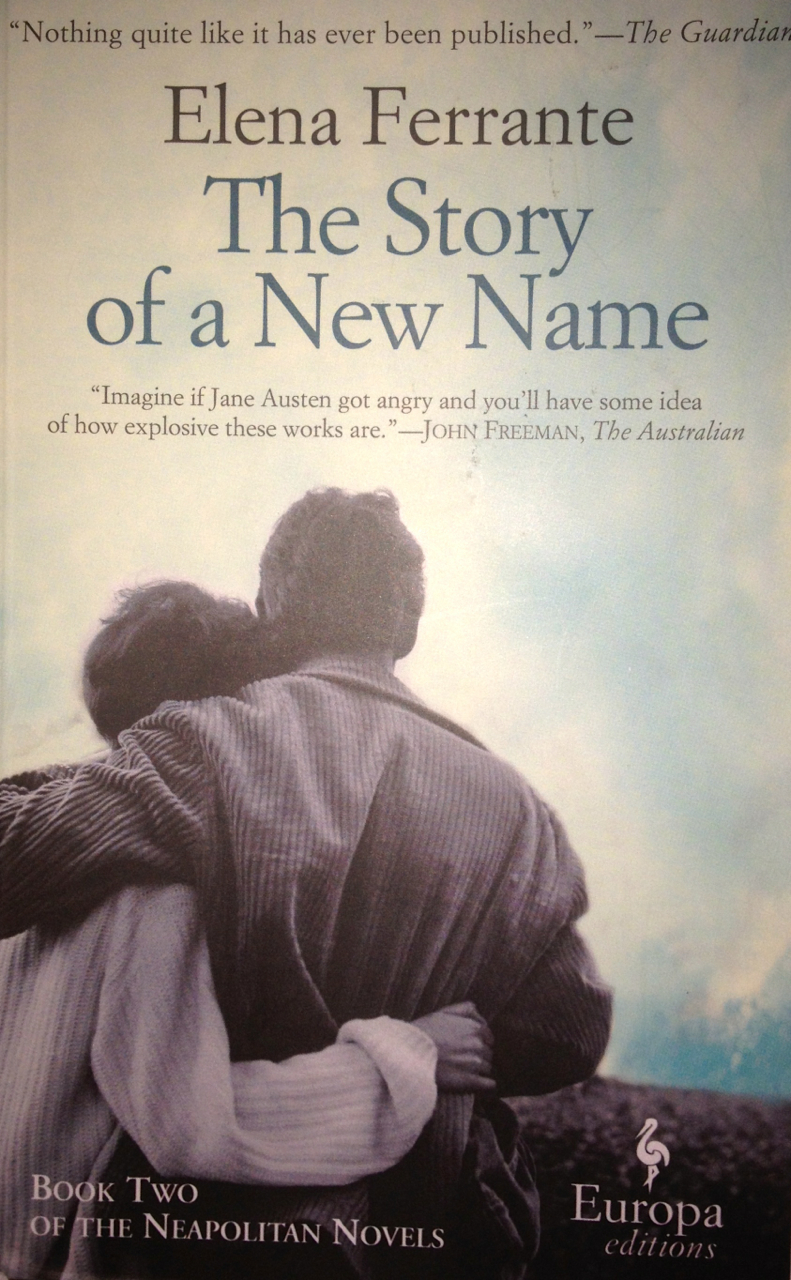 “Nothing quite like it has ever been published.”—The Guardian
Elena Ferrante
The Story
of a New Name
“Imagine if Jane Austen got angry and you’ll have some idea
of how explosive these works are.”—JOHN FREEMAN, The Australian
BOOK TWO
OF THE NEAPOLITAN NOVELS
Europa
editions